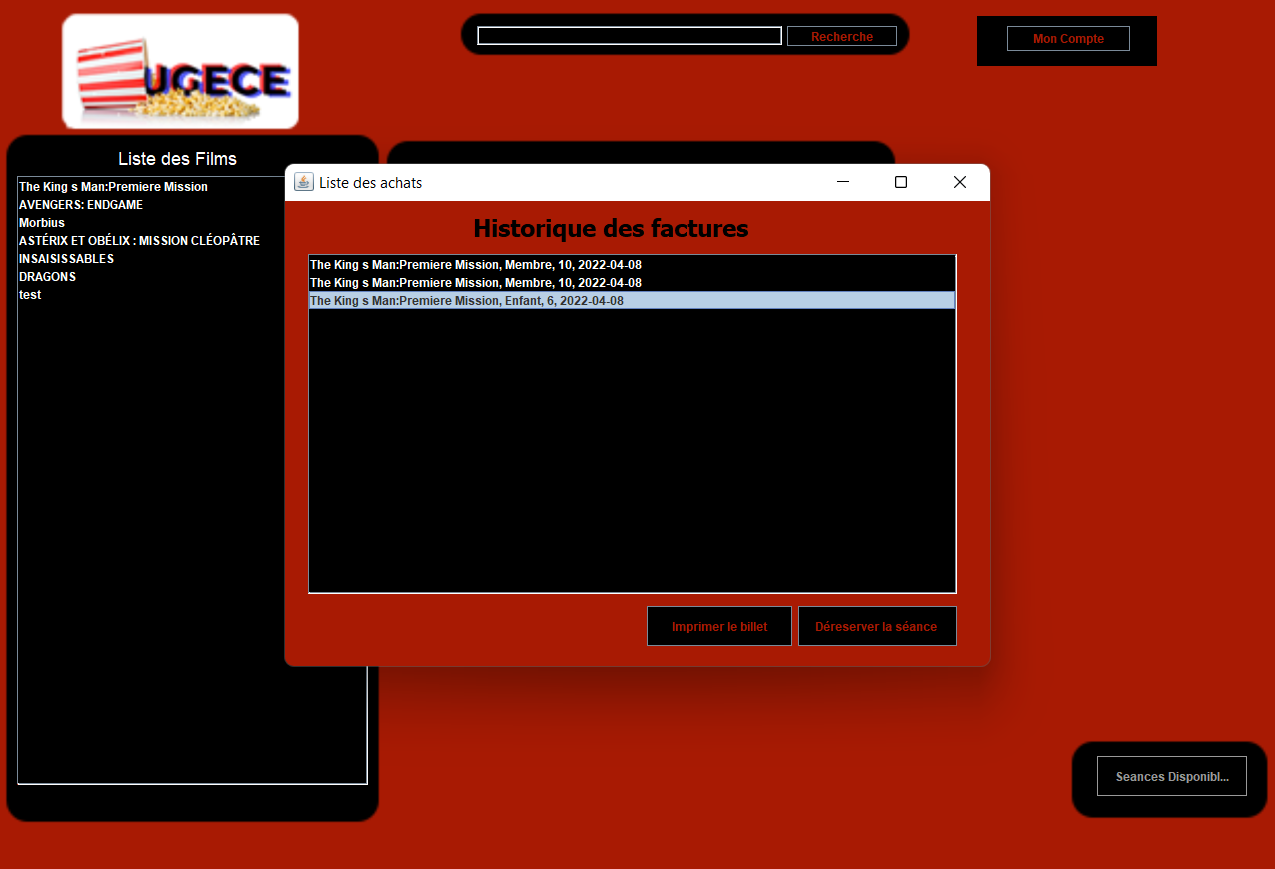 UGECE
Recherche
Mon Compte
Liste des Films
The King s Man:Premiere Mission
AVENGERS: ENDGAME
Morbius
ASTÉRIX ET OBÉLIX : MISSION CLÉOPÂTRE
INSAISISSABLES
DRAGONS
test
Liste des achats
Historique des factures
The King s Man:Premiere Mission, Membre, 10, 2022-04-08
The King s Man:Premiere Mission, Membre, 10, 2022-04-08
The King s Man:Premiere Mission, Enfant, 6, 2022-04-08
Imprimer le billet
Déreserver la séance
Seances Disponibl...